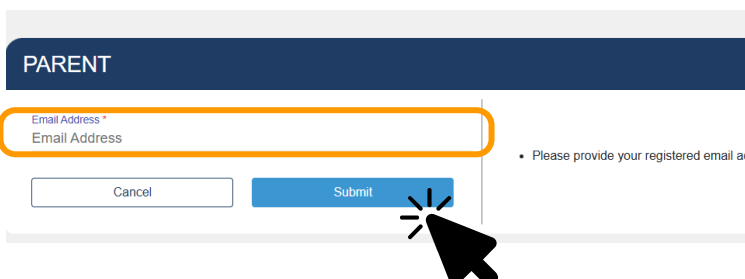 PARENT
Email Address *
Email Address
Cancel
Submit
• Please provide your registered email